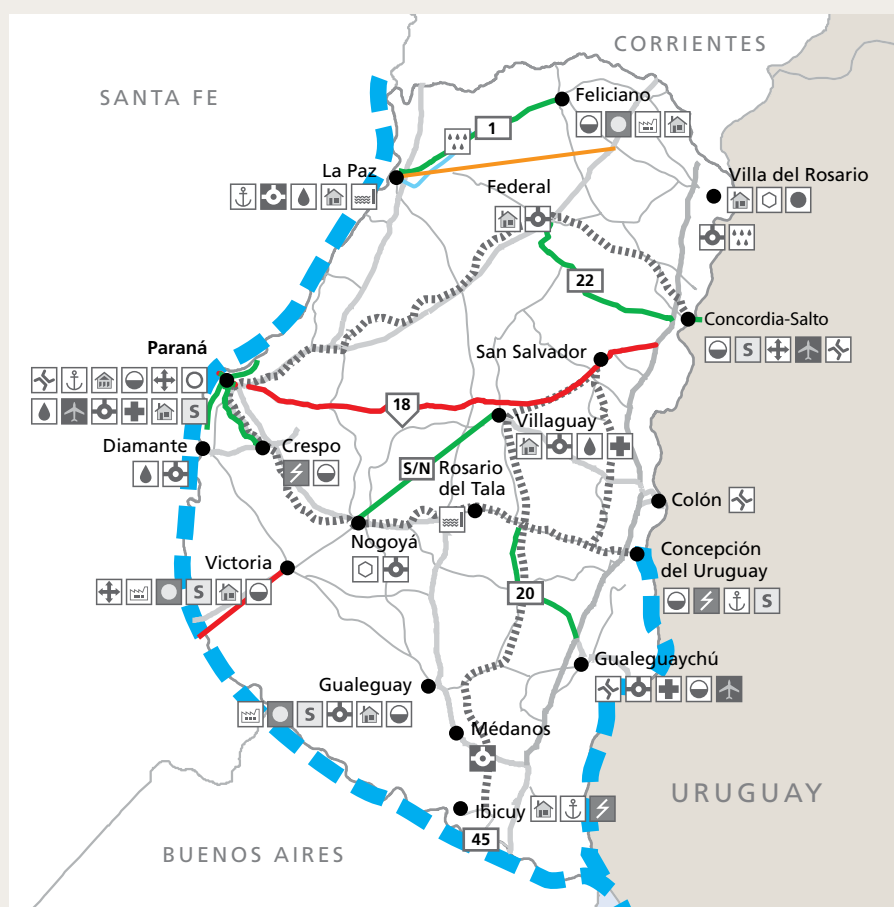 CORRIENTES
SANTA FE
Feliciano
1
La Paz
Federal
Villa del Rosario
22
Concordia-Salto
S
Paraná
San Salvador
S
18
Villaguay
Diamante
Crespo
S/N
Rosario
del Tala
Colón
Nogoyá
Victoria
S
Concepción
del Uruguay
S
20
Gualeguaychú
Gualeguay
S
Médanos
URUGUAY
Ibicuy
45
BUENOS AIRES